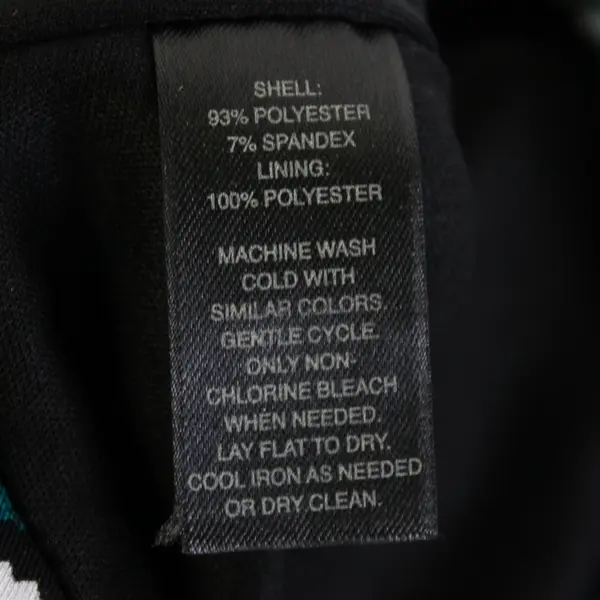 SHELL:
93% POLYESTER
7% SPANDEX
LINING:
100% POLYESTER
MACHINE WASH
COLD WITH
SIMILAR COLORS.
GENTLE CYCLE.
ONLY NON-
CHLORINE BLEACH
WHEN NEEDED.
LAY FLAT TO DRY.
COOL IRON AS NEEDED
OR DRY CLEAN.